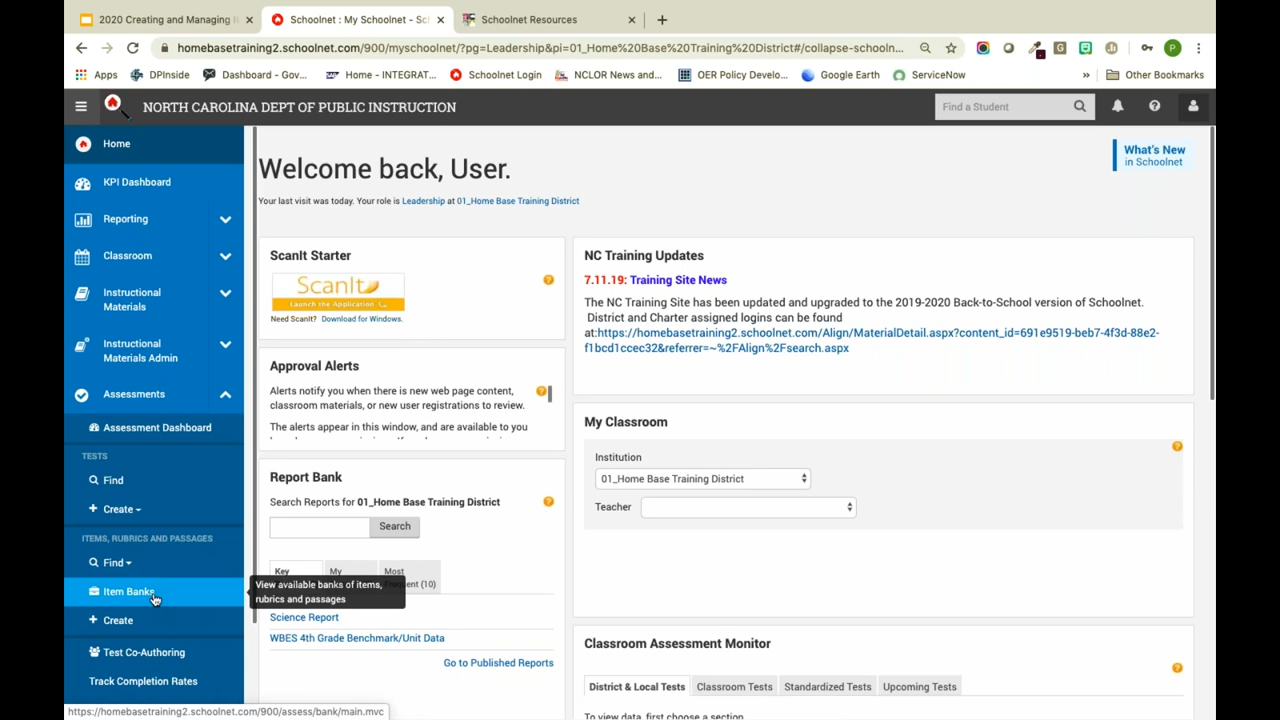 2020 Creating and Managing
Schoolnet : My Schoolnet - Sc
Schoolnet Resources
homebasetraining2.schoolnet.com/900/myschoolnet/?pg=Leadership&pi=01_Home%20Base%20Training%20District#/collapse-schooln...
Apps
DPInside
Dashboard - Gov...
Home - INTEGRAT...
Schoolnet Login
NCLOR News and...
OER Policy Develo...
Google Earth
ServiceNow
»
Other Bookmarks
NORTH CAROLINA DEPT OF PUBLIC INSTRUCTION
Find a Student
Home
KPI Dashboard
Reporting
Classroom
Instructional
Materials
Instructional
Materials Admin
Assessments
Assessment Dashboard
TESTS
Find
Create
ITEMS, RUBRICS AND PASSAGES
Find
Item Banks
Create
Test Co-Authoring
Track Completion Rates
https://homebasetraining2.schoolnet.com/900/assess/bank/main.mvc
View available banks of items,
rubrics and passages
Welcome back, User.
Your last visit was today. Your role is Leadership at 01_Home Base Training District
What's New
in Schoolnet
ScanIt Starter
ScanIt
Launch the Application.
Need ScanIt? Download for Windows.
Approval Alerts
Alerts notify you when there is new web page content,
classroom materials, or new user registrations to review.
The alerts appear in this window, and are available to you
Report Bank
Search Reports for 01_Home Base Training District
Search
Key
My
Most
(10)
Science Report
WBES 4th Grade Benchmark/Unit Data
Go to Published Reports
NC Training Updates
7.11.19: Training Site News
The NC Training Site has been updated and upgraded to the 2019-2020 Back-to-School version of Schoolnet.
District and Charter assigned logins can be found
at:https://homebasetraining2.schoolnet.com/Align/MaterialDetail.aspx?content_id=691e9519-beb7-4f3d-88e2-
f1bcd1ccec32&referrer=~%2FAlign%2Fsearch.aspx
My Classroom
Institution
01_Home Base Training District
Teacher
Classroom Assessment Monitor
District & Local Tests
Classroom Tests
Standardized Tests
Upcoming Tests
To view data, first choose a section